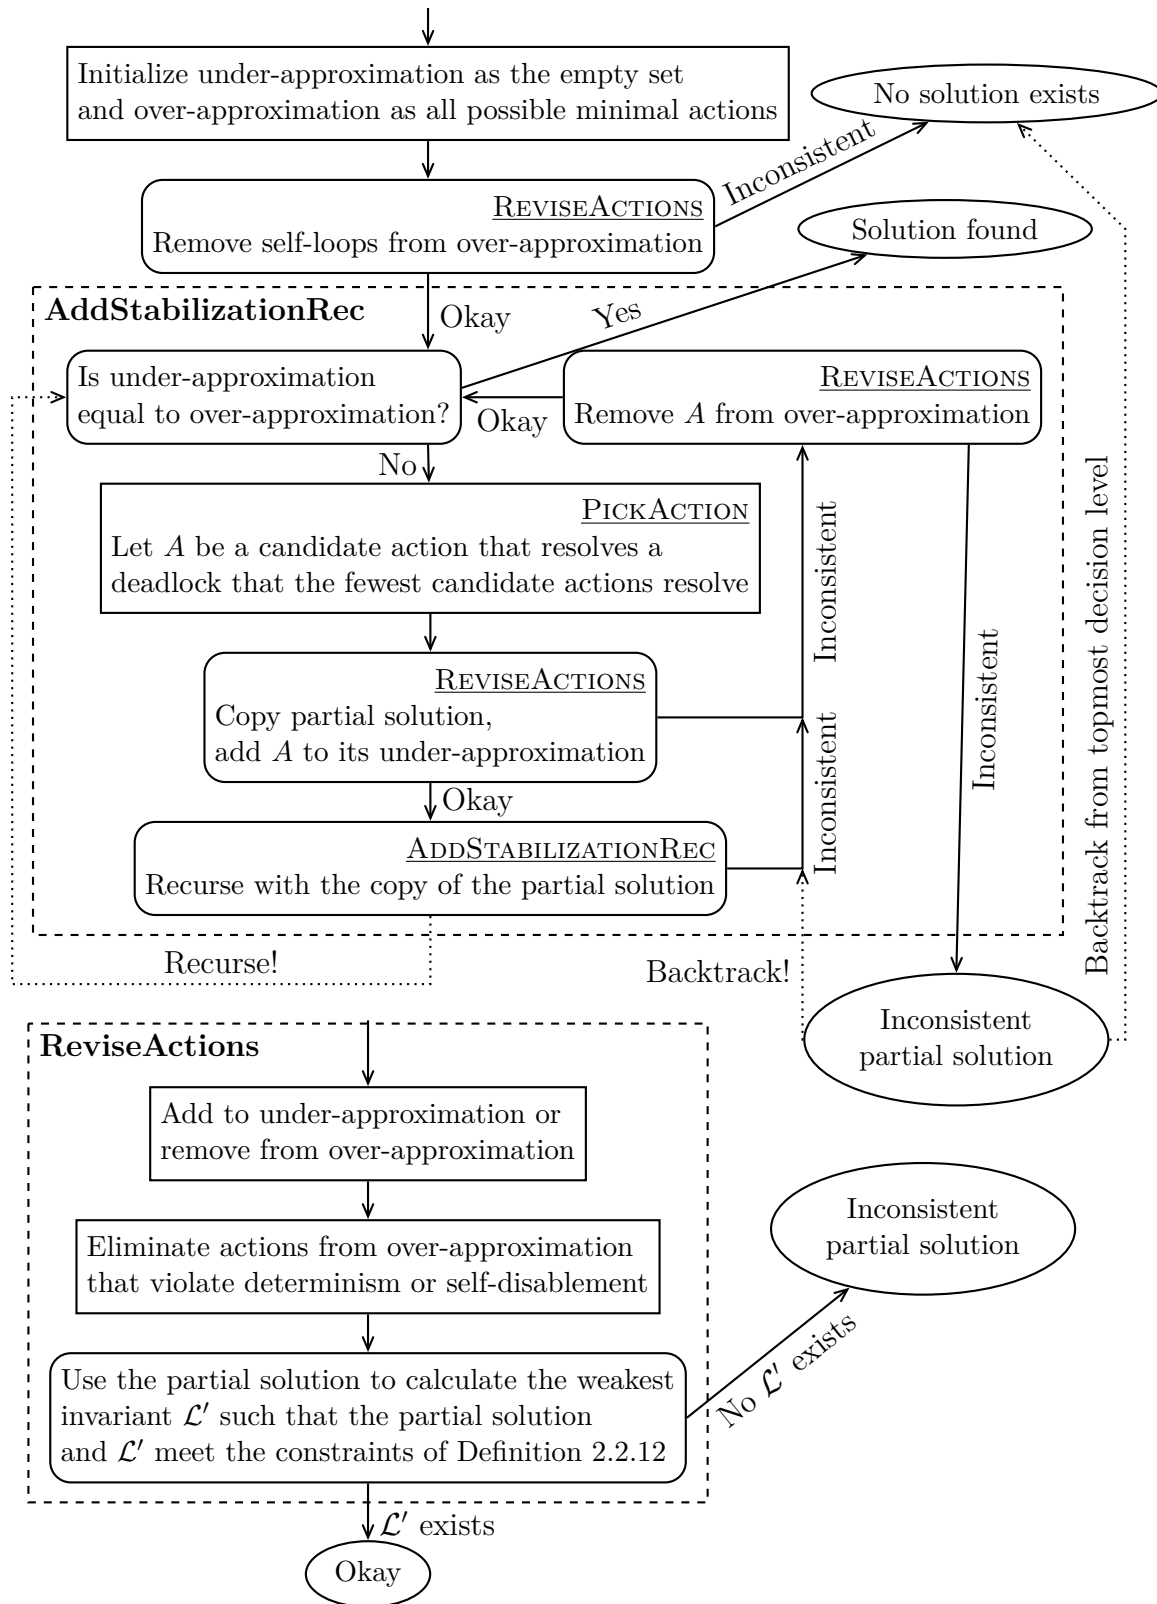 Initialize under-approximation as the empty set
and over-approximation as all possible minimal actions
No solution exists
Inconsistent
REVISEACTIONS
Remove self-loops from over-approximation
Solution found
AddStabilizationRec
Okay
Yes
Is under-approximation
equal to over-approximation?
Okay
REVISEACTIONS
Remove A from over-approximation
No
PICKACTION
Let A be a candidate action that resolves a
deadlock that the fewest candidate actions resolve
Inconsistent
REVISEACTIONS
Copy partial solution,
add A to its under-approximation
Inconsistent
Okay
Inconsistent
ADDSTABILIZATIONREC
Recurse with the copy of the partial solution
Backtrack from topmost decision level
Recurse!
Backtrack!
Inconsistent
partial solution
ReviseActions
Add to under-approximation or
remove from over-approximation
Eliminate actions from over-approximation
that violate determinism or self-disablement
Inconsistent
partial solution
Use the partial solution to calculate the weakest
invariant ℒ′ such that the partial solution
and ℒ′ meet the constraints of Definition 2.2.12
No ℒ′ exists
ℒ′ exists
Okay